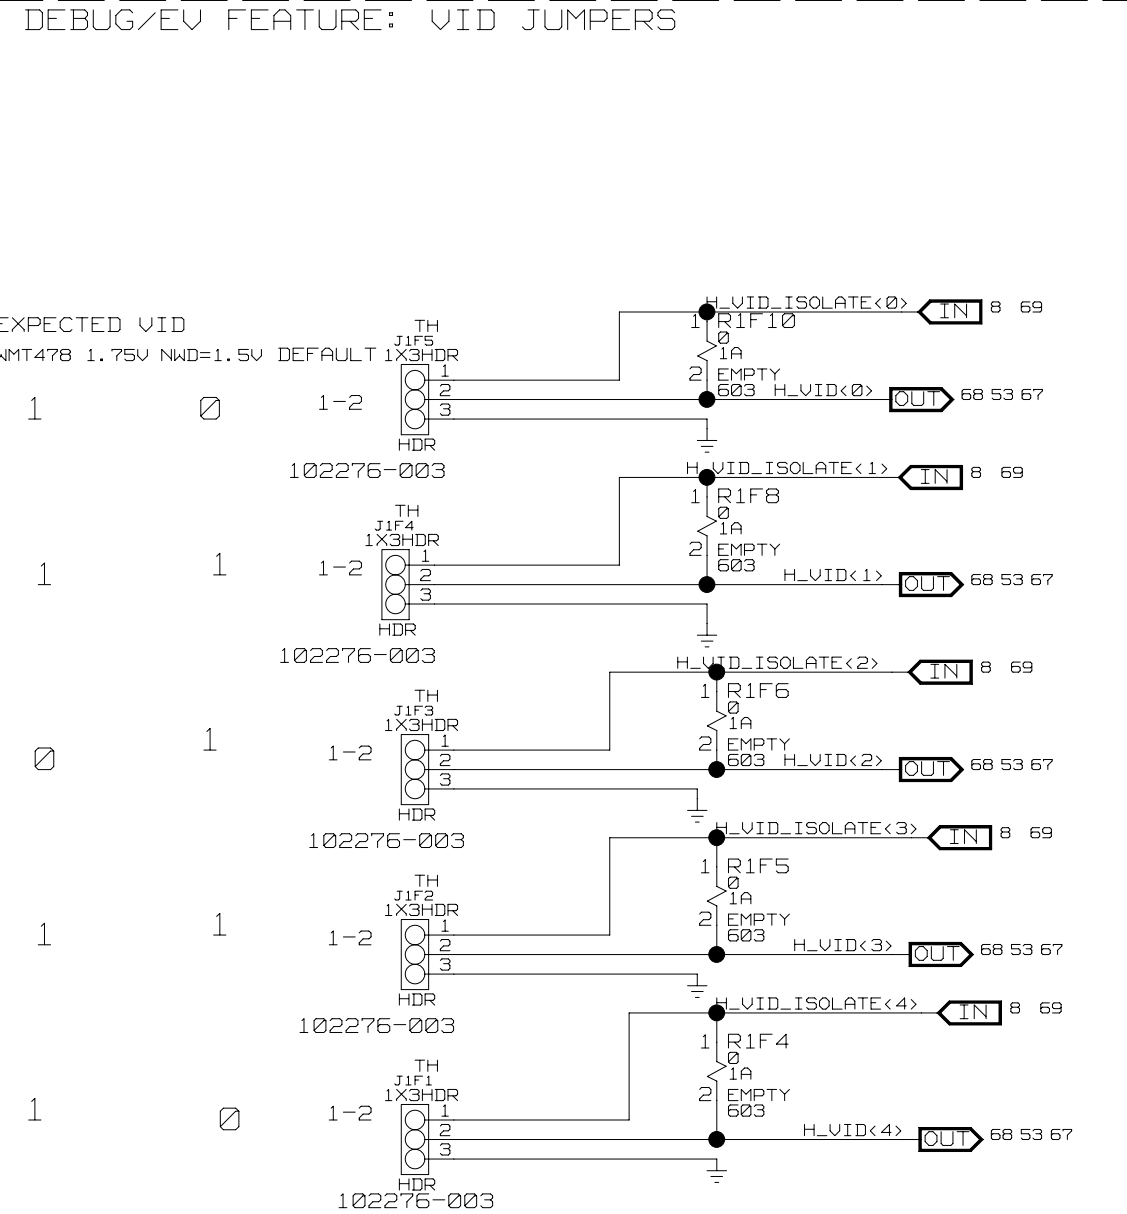 DEBUG/EV FEATURE: VID JUMPERS
EXPECTED VID
WMT478 1.75V NWD=1.5V DEFAULT
1 0 1-2
TH
J1F5
1X3HDR
1
2
3
HDR
102276-003
H_VID_ISOLATE<0> IN 8 69
1 R1F10
0
1A
2 EMPTY
603 H_VID<0> OUT 68 53 67
1 1 1-2
TH
J1F4
1X3HDR
1
2
3
HDR
102276-003
H_VID_ISOLATE<1> IN 8 69
1 R1F8
0
1A
2 EMPTY
603
H_VID<1> OUT 68 53 67
0 1 1-2
TH
J1F3
1X3HDR
1
2
3
HDR
102276-003
H_VID_ISOLATE<2> IN 8 69
1 R1F6
0
1A
2 EMPTY
603 H_VID<2> OUT 68 53 67
1 1 1-2
TH
J1F2
1X3HDR
1
2
3
HDR
102276-003
H_VID_ISOLATE<3> IN 8 69
1 R1F5
0
1A
2 EMPTY
603
H_VID<3> OUT 68 53 67
1 0 1-2
TH
J1F1
1X3HDR
1
2
3
HDR
102276-003
H_VID_ISOLATE<4> IN 8 69
1 R1F4
0
1A
2 EMPTY
603
H_VID<4> OUT 68 53 67